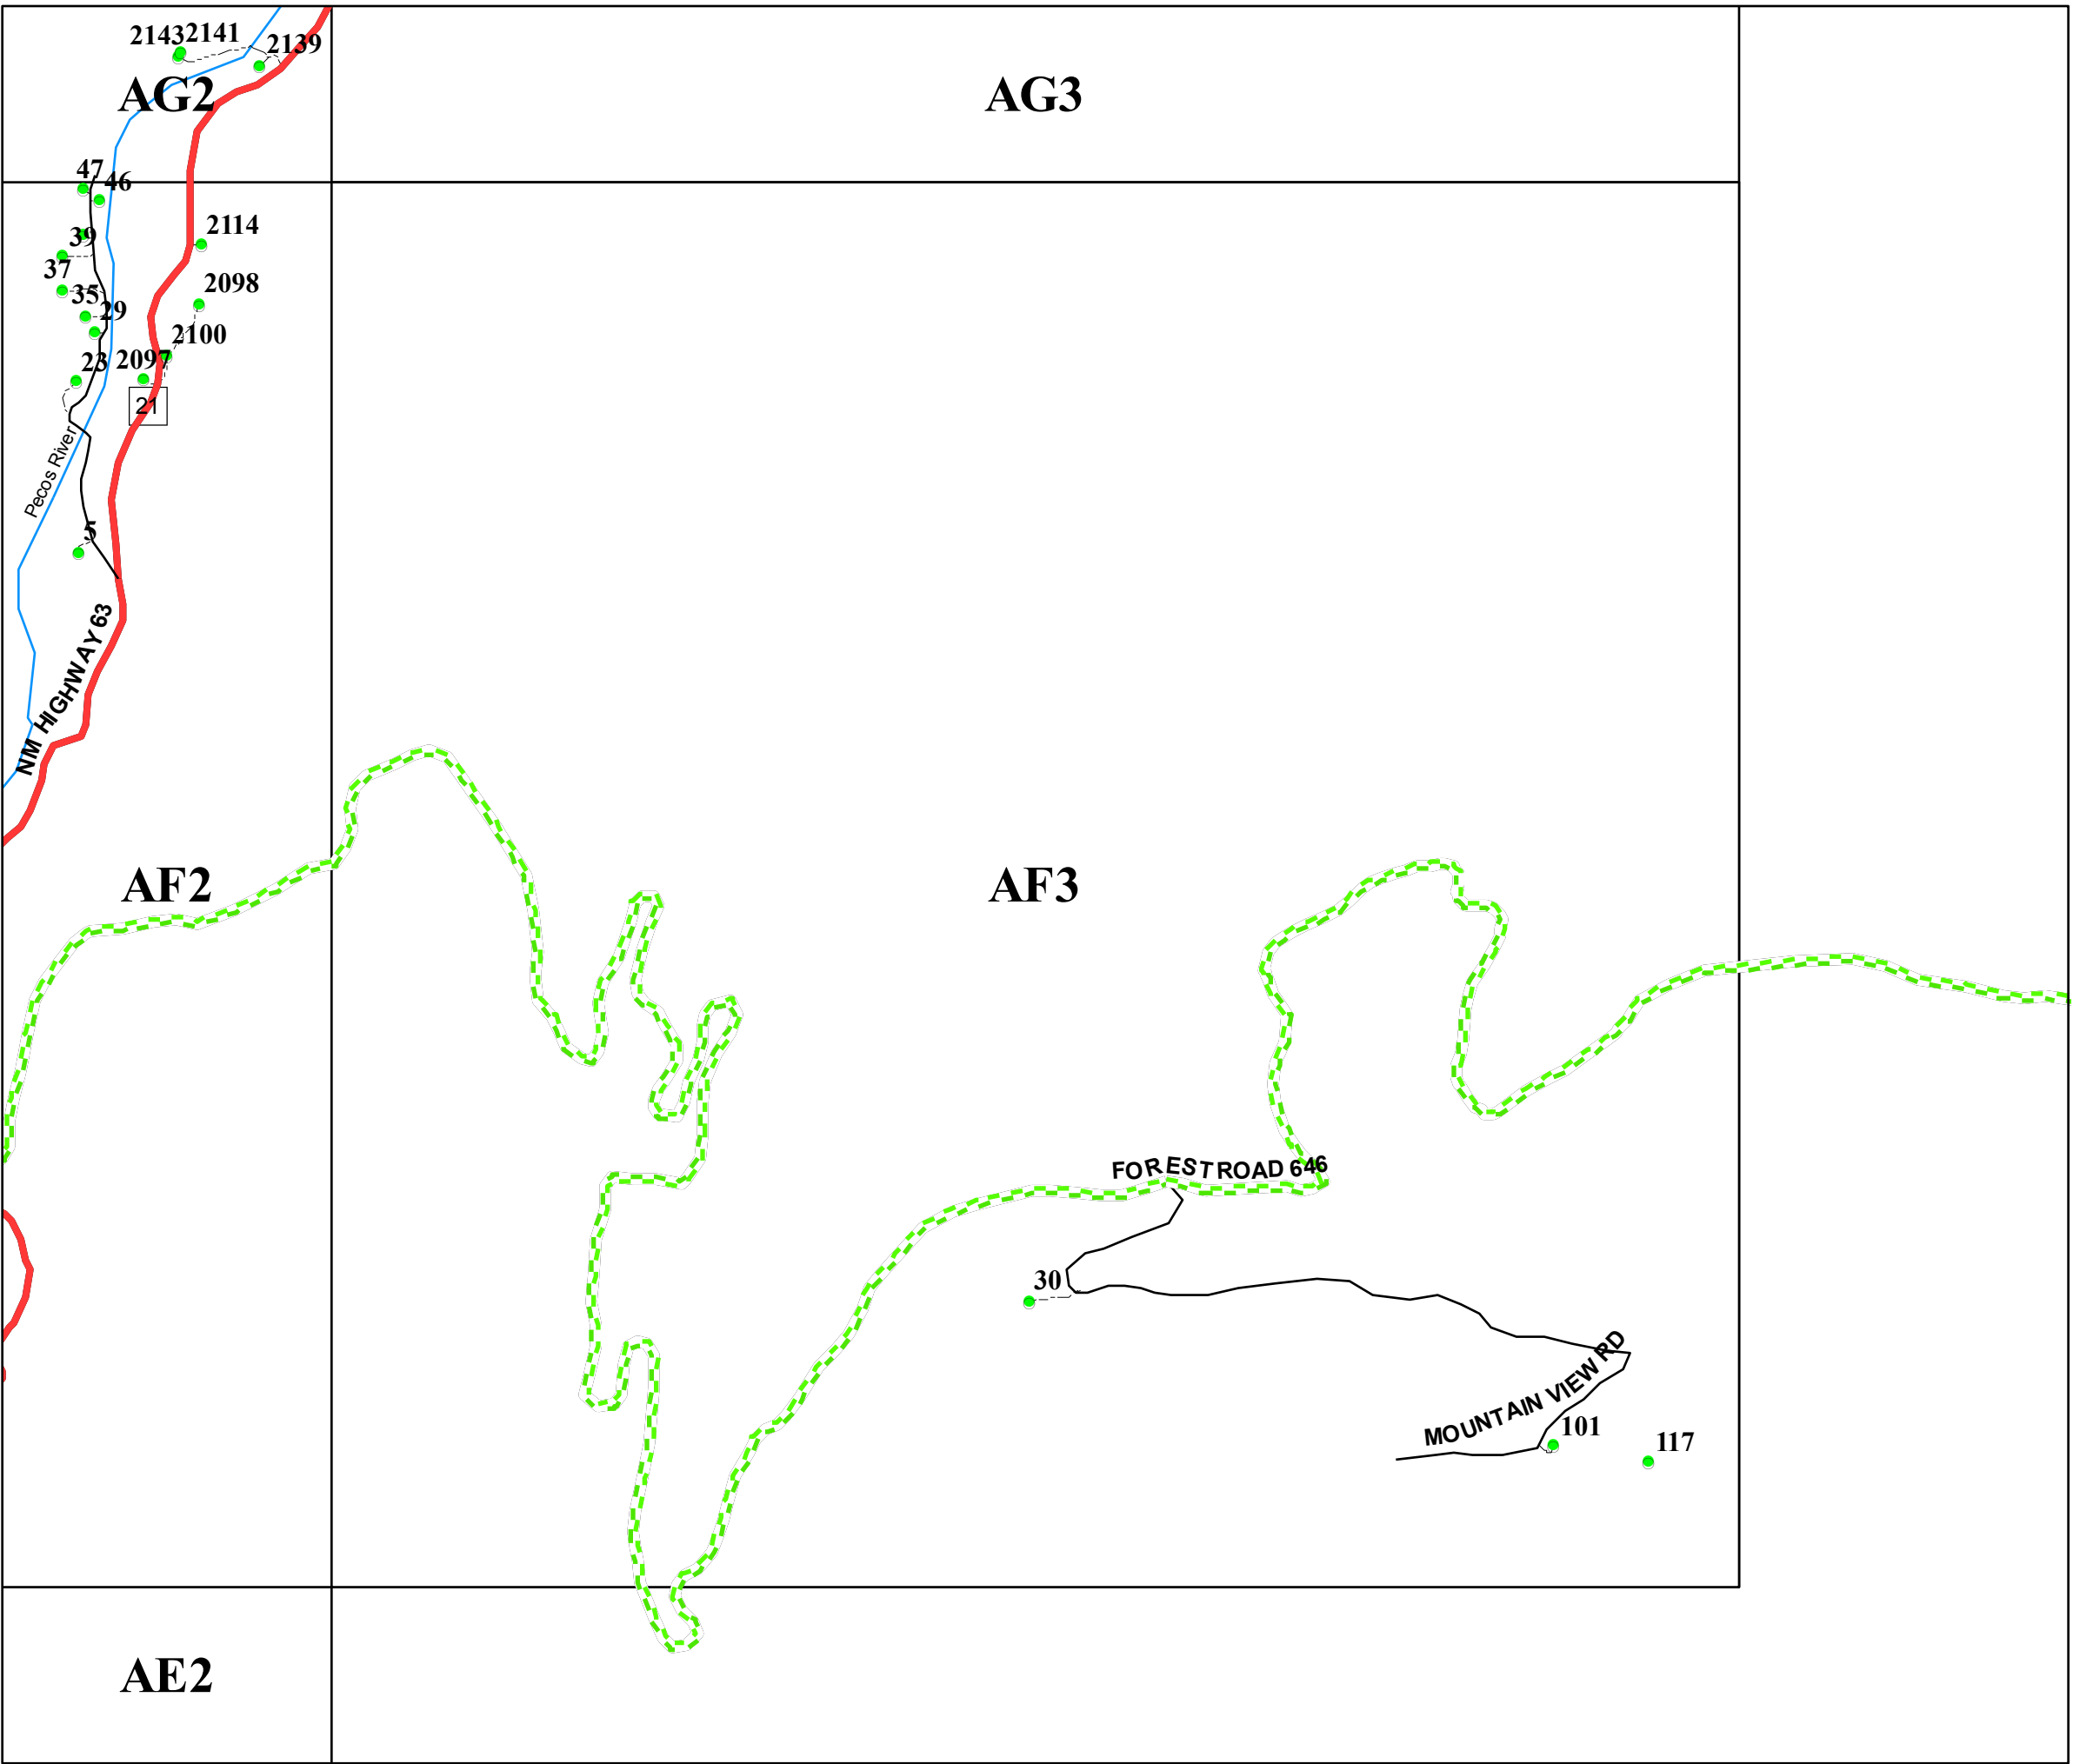 2143
2141
2139
AG2
AG3
47
46
2114
39
37
2098
35
29
2100
2097
23
21
Pecos River
5
NM HIGHWAY 63
AF2
AF3
FOREST ROAD 646
30
MOUNTAIN VIEW RD
101
117
AE2